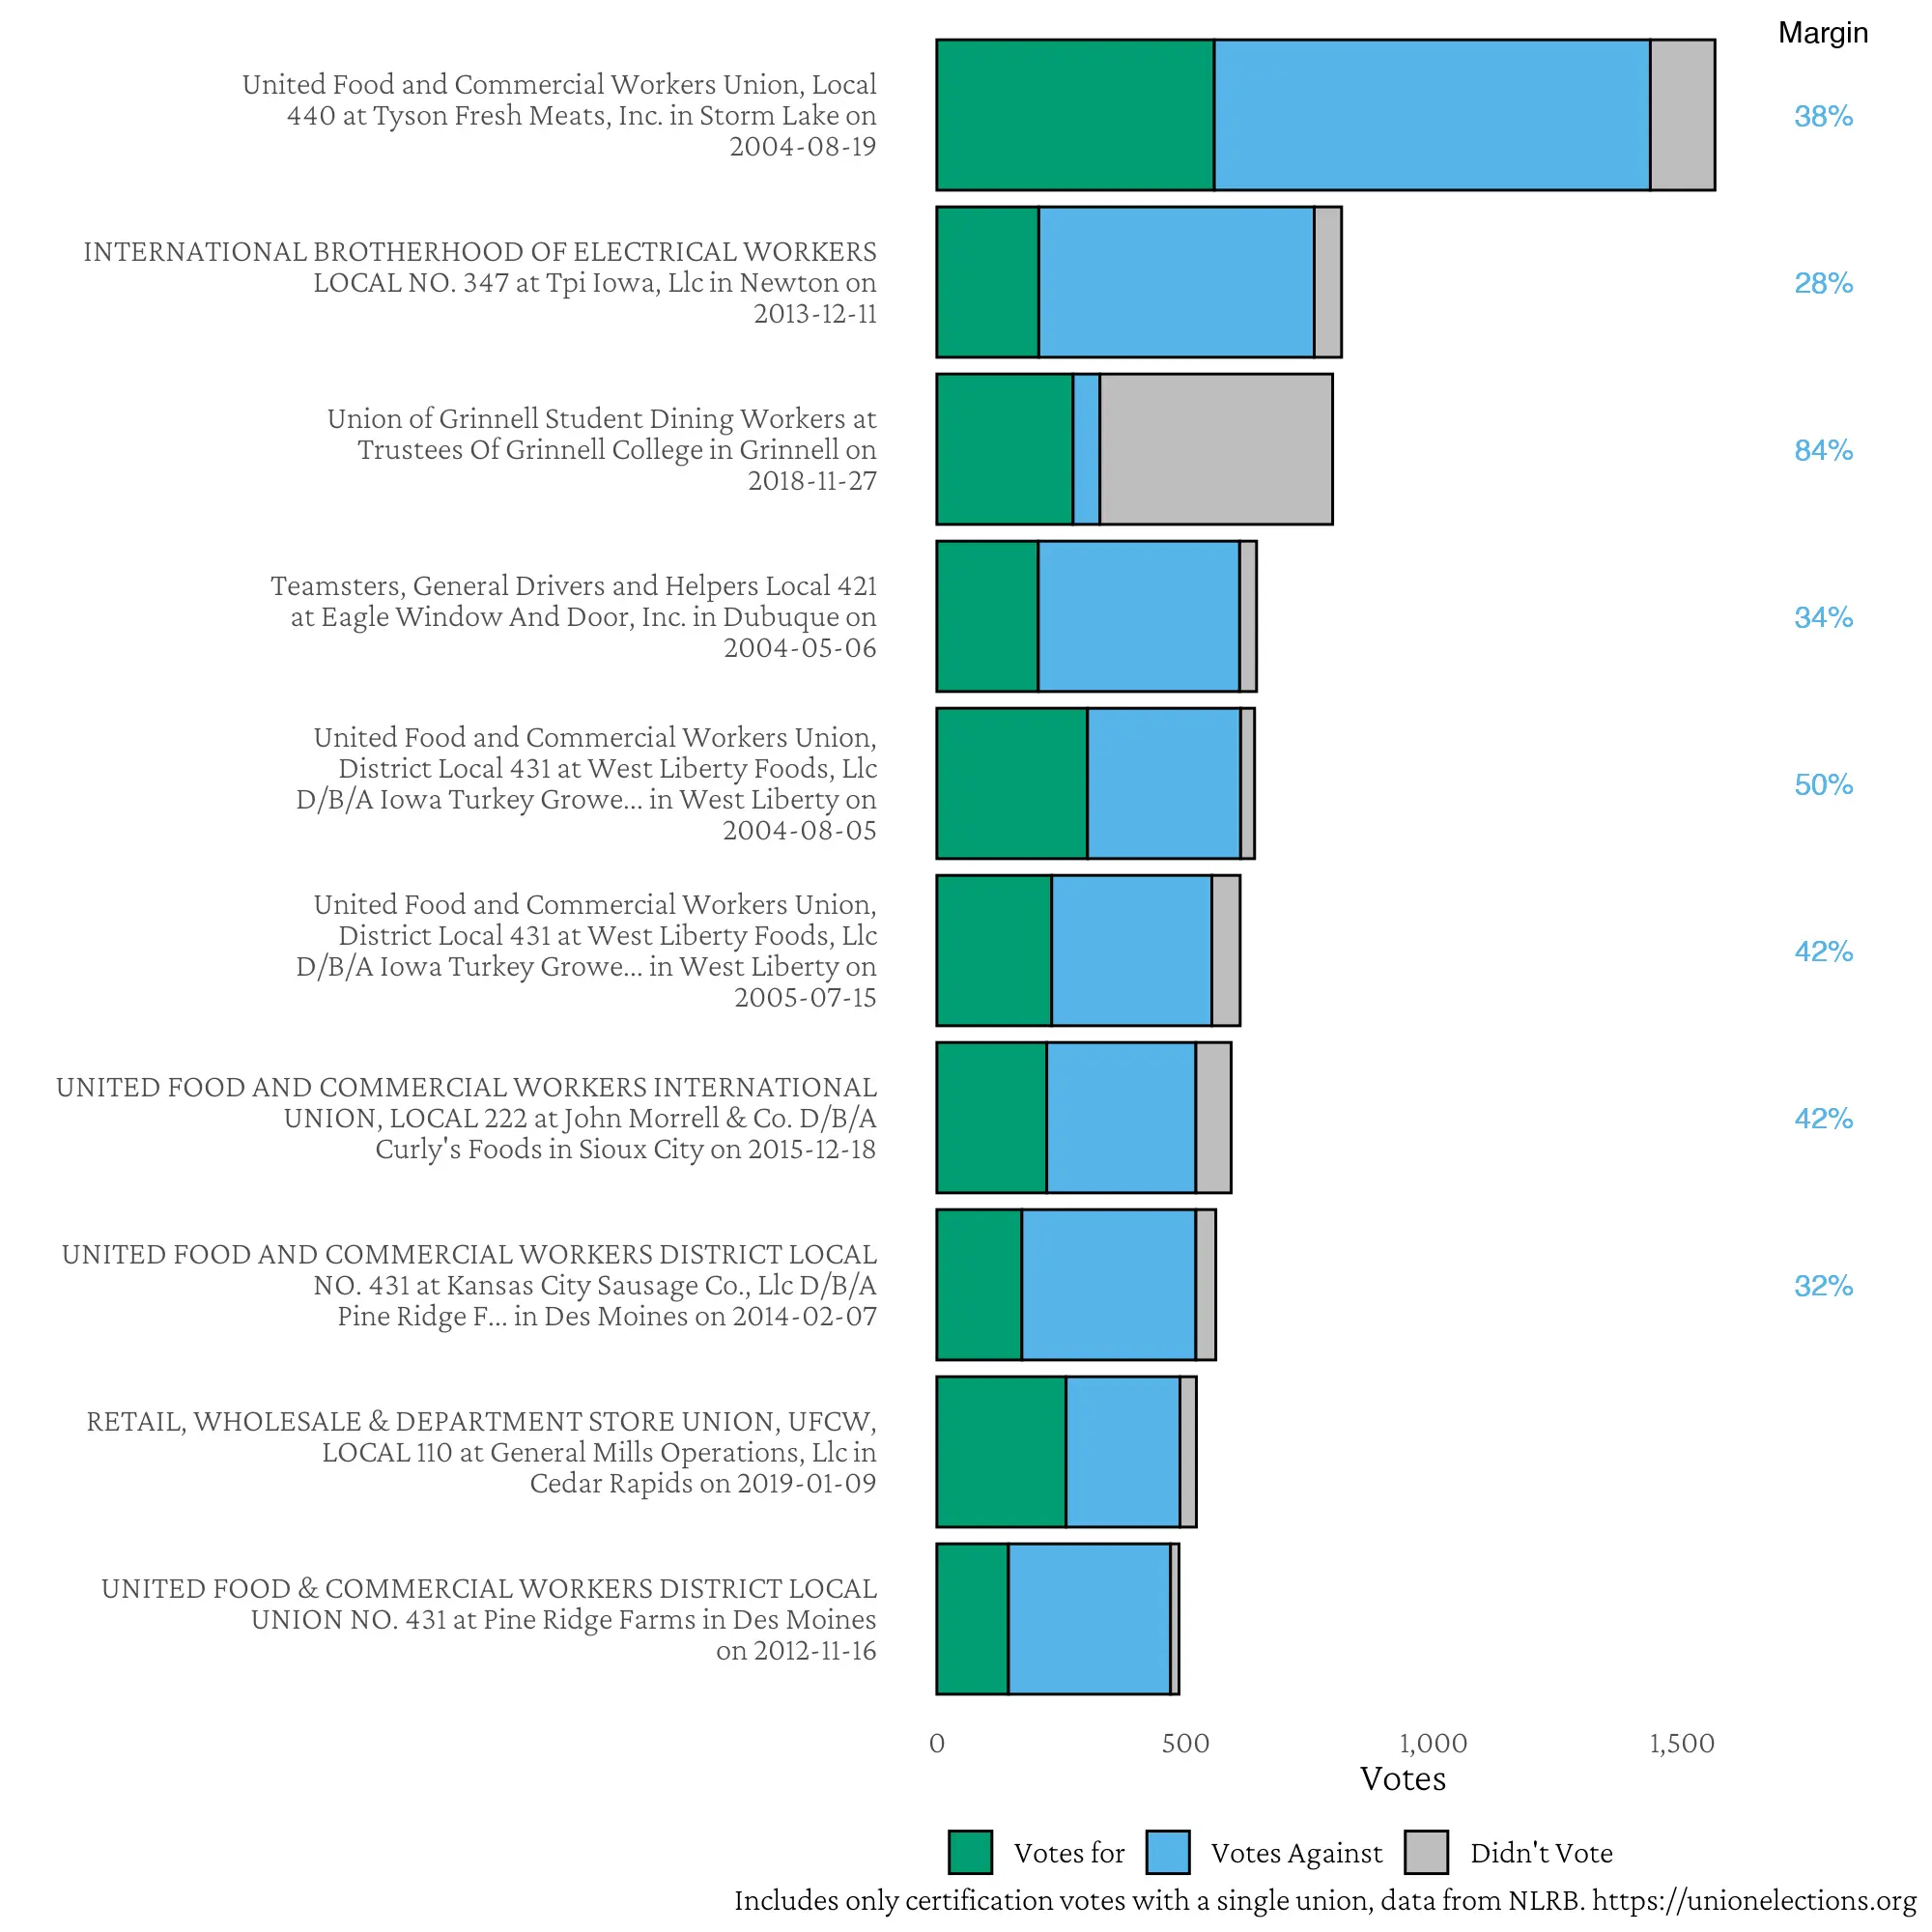 Margin
United Food and Commercial Workers Union, Local
440 at Tyson Fresh Meats, Inc. in Storm Lake on
2004-08-19
38%
INTERNATIONAL BROTHERHOOD OF ELECTRICAL WORKERS
LOCAL NO. 347 at Tpi Iowa, Llc in Newton on
2013-12-11
28%
Union of Grinnell Student Dining Workers at
Trustees Of Grinnell College in Grinnell on
2018-11-27
84%
Teamsters, General Drivers and Helpers Local 421
at Eagle Window And Door, Inc. in Dubuque on
2004-05-06
34%
United Food and Commercial Workers Union,
District Local 431 at West Liberty Foods, Llc
D/B/A Iowa Turkey Growe... in West Liberty on
2004-08-05
50%
United Food and Commercial Workers Union,
District Local 431 at West Liberty Foods, Llc
D/B/A Iowa Turkey Growe... in West Liberty on
2005-07-15
42%
UNITED FOOD AND COMMERCIAL WORKERS INTERNATIONAL
UNION, LOCAL 222 at John Morrell & Co. D/B/A
Curly's Foods in Sioux City on 2015-12-18
42%
UNITED FOOD AND COMMERCIAL WORKERS DISTRICT LOCAL
NO. 431 at Kansas City Sausage Co., Llc D/B/A
Pine Ridge F... in Des Moines on 2014-02-07
32%
RETAIL, WHOLESALE & DEPARTMENT STORE UNION, UFCW,
LOCAL 110 at General Mills Operations, Llc in
Cedar Rapids on 2019-01-09
UNITED FOOD & COMMERCIAL WORKERS DISTRICT LOCAL
UNION NO. 431 at Pine Ridge Farms in Des Moines
on 2012-11-16
0 500 1,000 1,500
Votes
Votes for Votes Against Didn't Vote
Includes only certification votes with a single union, data from NLRB. https://unionelections.org